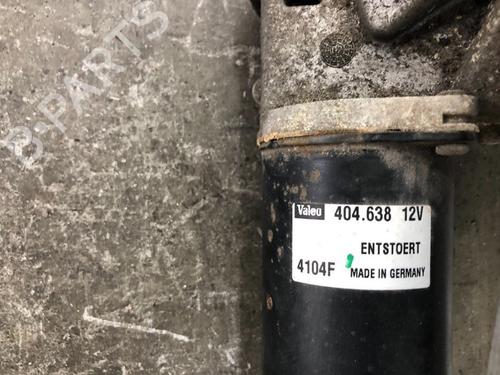 B-PARTS
Valeo 404.638 12V
ENTSTOERT
4104F MADE IN GERMANY